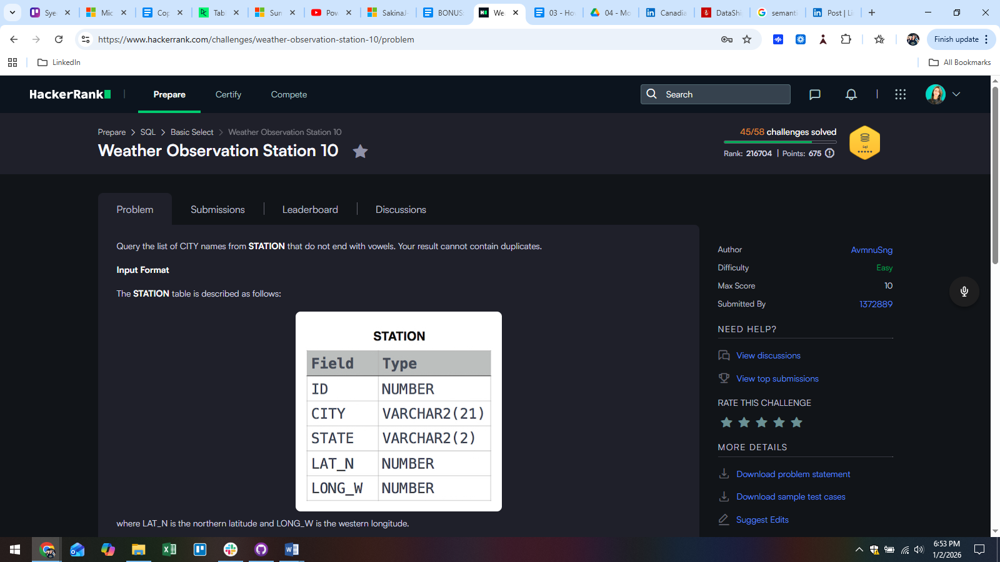 Sye
Mic
Cop
Tabl
Sun
Pow
SakinaJ
BONUS
We
03 - Ho
04 - Mo
Canadia
DataShi
semanti
Post | Li
https://www.hackerrank.com/challenges/weather-observation-station-10/problem
Finish update
LinkedIn
All Bookmarks
HackerRank
Prepare
Certify
Compete
Search
Prepare > SQL > Basic Select > Weather Observation Station 10
Weather Observation Station 10
45/58 challenges solved
Rank: 216704 | Points: 675
Sql
Problem
Submissions
Leaderboard
Discussions
Query the list of CITY names from STATION that do not end with vowels. Your result cannot contain duplicates.
Input Format
The STATION table is described as follows:
STATION
Field Type
ID NUMBER
CITY VARCHAR2(21)
STATE VARCHAR2(2)
LAT_N NUMBER
LONG_W NUMBER
where LAT_N is the northern latitude and LONG_W is the western longitude.
Author AvmnuSng
Difficulty Easy
Max Score 10
Submitted By 1372889
NEED HELP?
View discussions
View top submissions
RATE THIS CHALLENGE
MORE DETAILS
Download problem statement
Download sample test cases
Suggest Edits
6:53 PM
1/2/2026